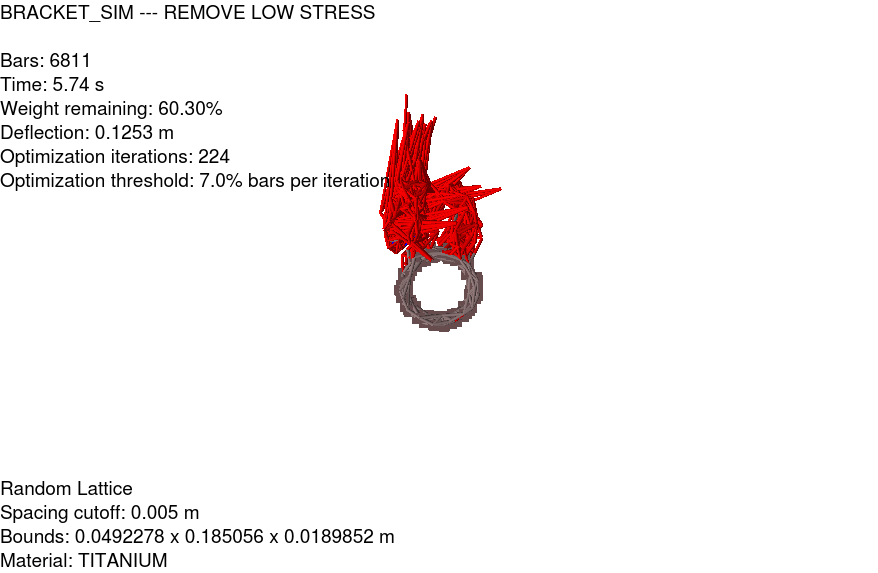 BRACKET_SIM --- REMOVE LOW STRESS
Bars: 6811
Time: 5.74 s
Weight remaining: 60.30%
Deflection: 0.1253 m
Optimization iterations: 224
Optimization threshold: 7.0% bars per iteration
Random Lattice
Spacing cutoff: 0.005 m
Bounds: 0.0492278 x 0.185056 x 0.0189852 m
Material: TITANIUM